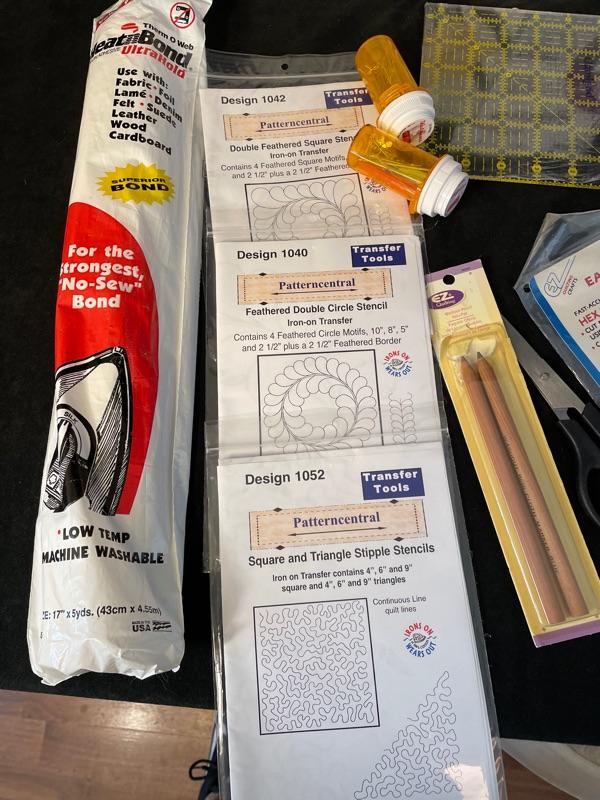 Therm O Web
HeatnBond
UltraHold
Use with:
Fabric • Foil
Lamé • Denim
Felt • Suede
Leather
Wood
Cardboard
SUPERIOR
BOND
For the
Strongest,
"No-Sew"
Bond
SILK
• LOW TEMP
MACHINE WASHABLE
17" x 5yds. (43cm x 4.55m)
MADE IN THE
USA
Design 1042
Transfer
Tools
Patterncentral
Double Feathered Square
Iron-on Transfer
Contains 4 Feathered Square Motifs,
and 2 1/2" plus a 2 1/2" Feathered
Design 1040
Transfer
Tools
Patterncentral
Feathered Double Circle Stencil
Iron-on Transfer
Contains 4 Feathered Circle Motifs, 10", 8", 5"
and 2 1/2" plus a 2 1/2" Feathered Border
IRONS ON
WEARS OUT
Design 1052
Transfer
Tools
Patterncentral
Square and Triangle Stipple Stencils
Iron on Transfer contains 4", 6" and 9"
square and 4", 6" and 9" triangles
Continuous Line
quilt lines
IRONS ON
WEARS OUT
EZ
Quilting
EZ
HEX